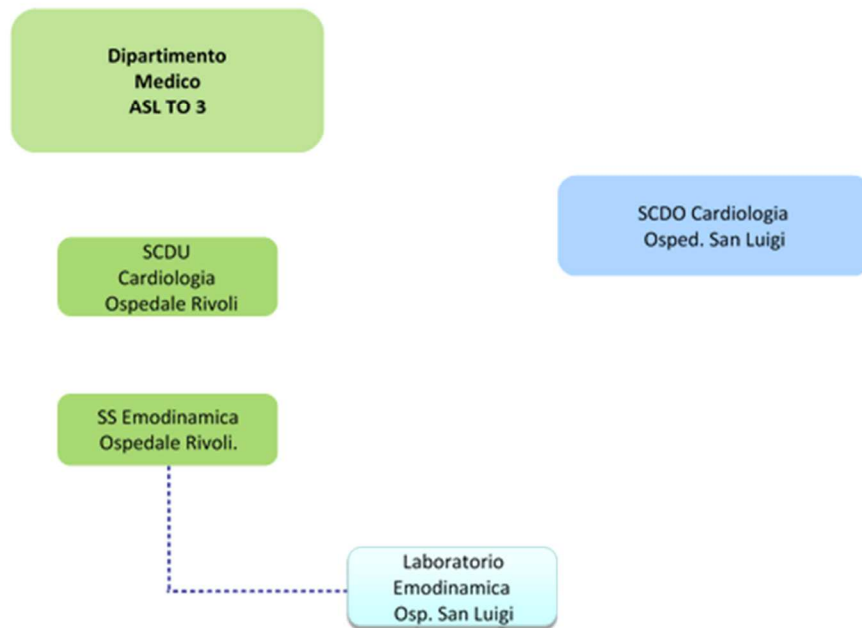 Dipartimento
Medico
ASL TO 3
SCDO Cardiologia
Osped. San Luigi
SCDU
Cardiologia
Ospedale Rivoli
SS Emodinamica
Ospedale Rivoli.
Laboratorio
Emodinamica
Osp. San Luigi